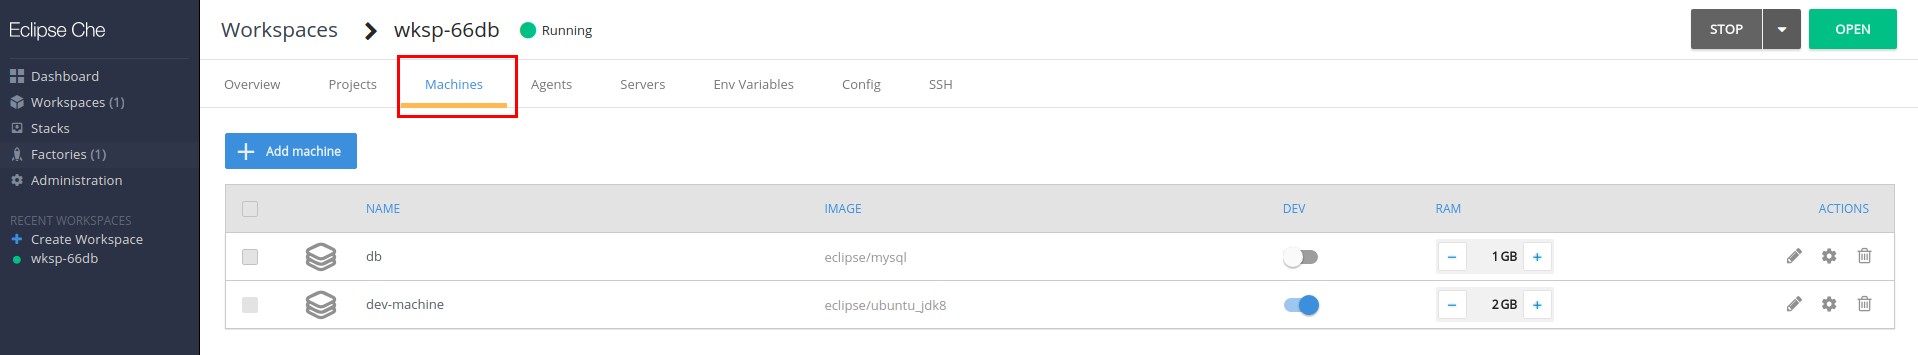 Eclipse Che
Dashboard
Workspaces (1)
Stacks
Factories (1)
Administration
RECENT WORKSPACES
Create Workspace
wksp-66db
Workspaces wksp-66db Running
STOP OPEN
Overview Projects Machines Agents Servers Env Variables Config SSH
Add machine
NAME IMAGE DEV RAM ACTIONS
db eclipse/mysql - 1 GB +
dev-machine eclipse/ubuntu_jdk8 - 2 GB +